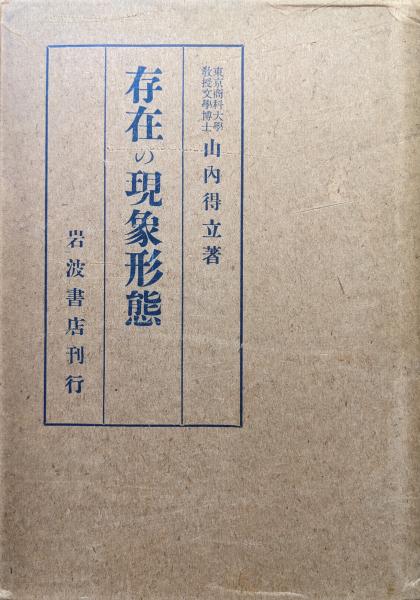 東京商科大學
教授文學博士
山內得立著
存在の現象形態
岩波書店刊行